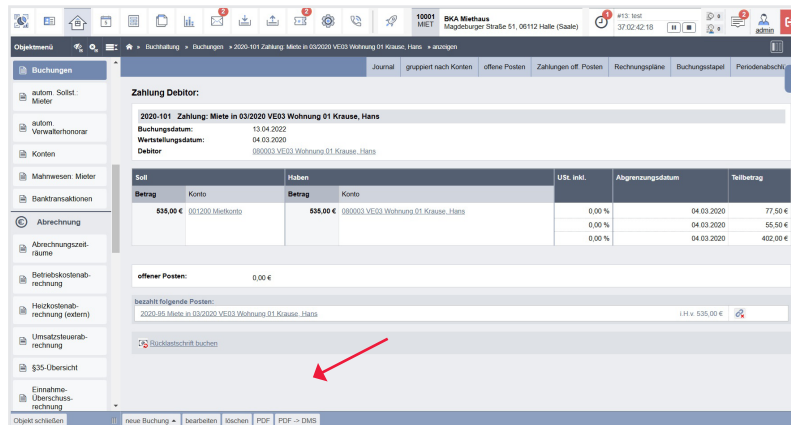 2
2
10001
MIET
BKA Miethaus
Magdeburger Straße 51, 06112 Halle (Saale)
1
#13: test
37:02:42:18
0
0
2
admin
Objektmenü
» Buchhaltung » Buchungen » 2020-101 Zahlung: Miete in 03/2020 VE03 Wohnung 01 Krause, Hans » anzeigen
Journal
gruppiert nach Konten
offene Posten
Zahlungen off. Posten
Rechnungspläne
Buchungsstapel
Buchungen
autom. Sollst.:
Mieter
autom.
Verwalterhonorar
Konten
Mahnwesen: Mieter
Banktransaktionen
Abrechnung
Abrechnungszeit-
räume
Betriebskostenab-
rechnung
Heizkostenab-
rechnung (extern)
Umsatzsteuerab-
rechnung
§35-Übersicht
Einnahme-
Überschuss-
rechnung
Zahlung Debitor:
2020-101 Zahlung: Miete in 03/2020 VE03 Wohnung 01 Krause, Hans
Buchungsdatum: 13.04.2022
Wertstellungsdatum: 04.03.2020
Debitor 080003 VE03 Wohnung 01 Krause, Hans
Soll Haben USt. inkl. Abgrenzungsdatum Teilbetrag
Betrag Konto Betrag Konto
535,00 € 001200 Mietkonto 535,00 € 080003 VE03 Wohnung 01 Krause, Hans 0,00 % 04.03.2020 77,50 €
0,00 % 04.03.2020 55,50 €
0,00 % 04.03.2020 402,00 €
offener Posten: 0,00 €
bezahlt folgende Posten:
2020-95 Miete in 03/2020 VE03 Wohnung 01 Krause, Hans i.H.v. 535,00 €
Rücklastschrift buchen
Objekt schließen
neue Buchung
bearbeiten
löschen
PDF
PDF -> DMS